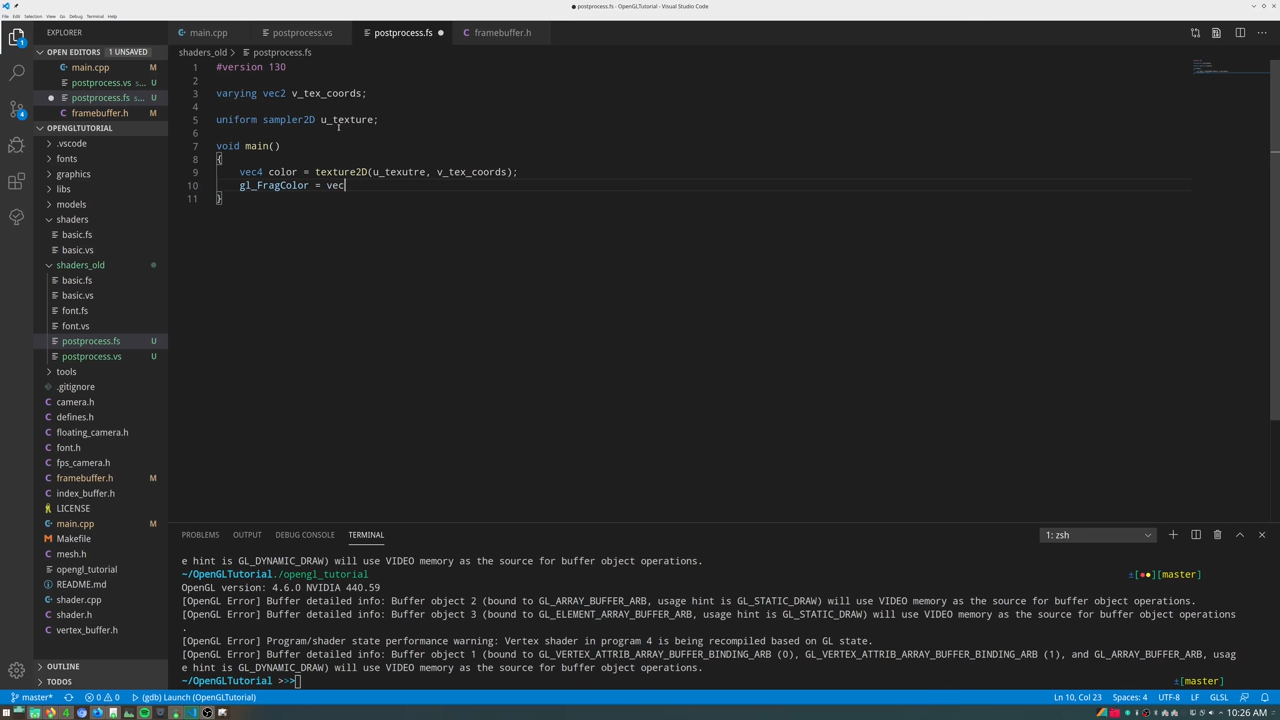 ● postprocess.fs - OpenGLTutorial - Visual Studio Code
File Edit Selection View Go Debug Terminal Help
EXPLORER
main.cpp postprocess.vs postprocess.fs ● framebuffer.h
OPEN EDITORS 1 UNSAVED
shaders_old > postprocess.fs
main.cpp M
postprocess.vs s... U
● postprocess.fs s... U
framebuffer.h M
OPENGLTUTORIAL
.vscode
fonts
graphics
libs
models
shaders
basic.fs
basic.vs
shaders_old
basic.fs
basic.vs
font.fs
font.vs
postprocess.fs U
postprocess.vs U
tools
.gitignore
camera.h
defines.h
floating_camera.h
font.h
fps_camera.h
framebuffer.h M
index_buffer.h
LICENSE
main.cpp M
Makefile
mesh.h
opengl_tutorial
README.md
shader.cpp
shader.h
vertex_buffer.h
OUTLINE
TODOS
1 #version 130
2
3 varying vec2 v_tex_coords;
4
5 uniform sampler2D u_texture;
6
7 void main()
8 {
9 vec4 color = texture2D(u_texutre, v_tex_coords);
10 gl_FragColor = vec
11 }
PROBLEMS OUTPUT DEBUG CONSOLE TERMINAL 1: zsh
e hint is GL_DYNAMIC_DRAW) will use VIDEO memory as the source for buffer object operations.
~/OpenGLTutorial ./opengl_tutorial ±[●●][master]
OpenGL version: 4.6.0 NVIDIA 440.59
[OpenGL Error] Buffer detailed info: Buffer object 2 (bound to GL_ARRAY_BUFFER_ARB, usage hint is GL_STATIC_DRAW) will use VIDEO memory as the source for buffer object operations.
[OpenGL Error] Buffer detailed info: Buffer object 3 (bound to GL_ELEMENT_ARRAY_BUFFER_ARB, usage hint is GL_STATIC_DRAW) will use VIDEO memory as the source for buffer object operations
.
[OpenGL Error] Program/shader state performance warning: Vertex shader in program 4 is being recompiled based on GL state.
[OpenGL Error] Buffer detailed info: Buffer object 1 (bound to GL_VERTEX_ATTRIB_ARRAY_BUFFER_BINDING_ARB (0), GL_VERTEX_ATTRIB_ARRAY_BUFFER_BINDING_ARB (1), and GL_ARRAY_BUFFER_ARB, usag
e hint is GL_DYNAMIC_DRAW) will use VIDEO memory as the source for buffer object operations.
~/OpenGLTutorial >>> ±[master]
master* 0 0 (gdb) Launch (OpenGLTutorial) Ln 10, Col 23 Spaces: 4 UTF-8 LF GLSL
10:26 AM